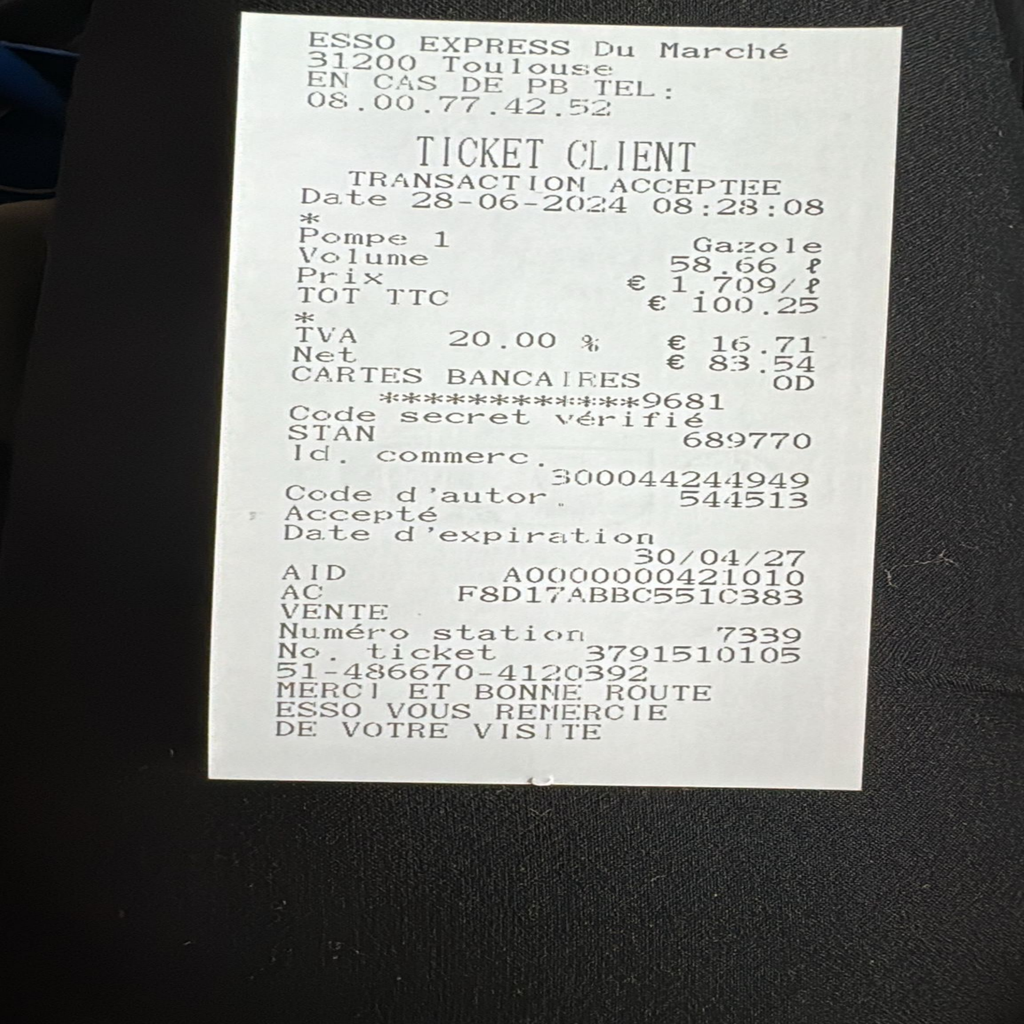 ESSO EXPRESS Du Marché
31200 Toulouse
EN CAS DE PB TEL:
08.00.77.42.52
TICKET CLIENT
TRANSACTION ACCEPTEE
Date 28-06-2024 08:28:08
*
Pompe 1 Gazole
Volume 58.66 ℓ
Prix € 1.709/ℓ
TOT TTC € 100.25
*
TVA 20.00 % € 16.71
Net € 83.54
CARTES BANCAIRES OD
************9681
Code secret vérifié
STAN 689770
Id. commerc.
300044244949
Code d'autor. 544513
Accepté
Date d'expiration
30/04/27
AID A0000000421010
AC F8D17ABBC551C383
VENTE
Numéro station 7339
No. ticket 3791510105
51-486670-4120392
MERCI ET BONNE ROUTE
ESSO VOUS REMERCIE
DE VOTRE VISITE